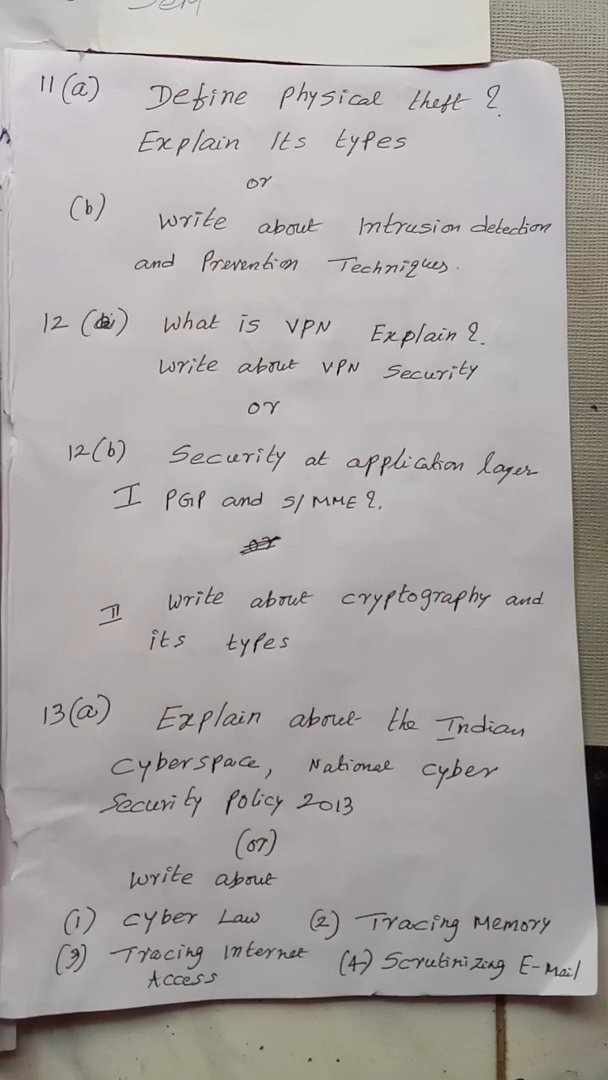 11(a) Define physical theft?
Explain Its types
or
(b) write about Intrusion detection
and Prevention Techniques.
12 (a) What is VPN Explain?
write about VPN Security
or
12(b) Security at application layer
I PGP and S/MME?
II write about cryptography and
its types
13(a) Explain about the Indian
Cyberspace, National cyber
Security Policy 2013
(or)
write about
(1) Cyber Law (2) Tracing Memory
(3) Tracing Internet Access (4) Scrutinizing E-Mail